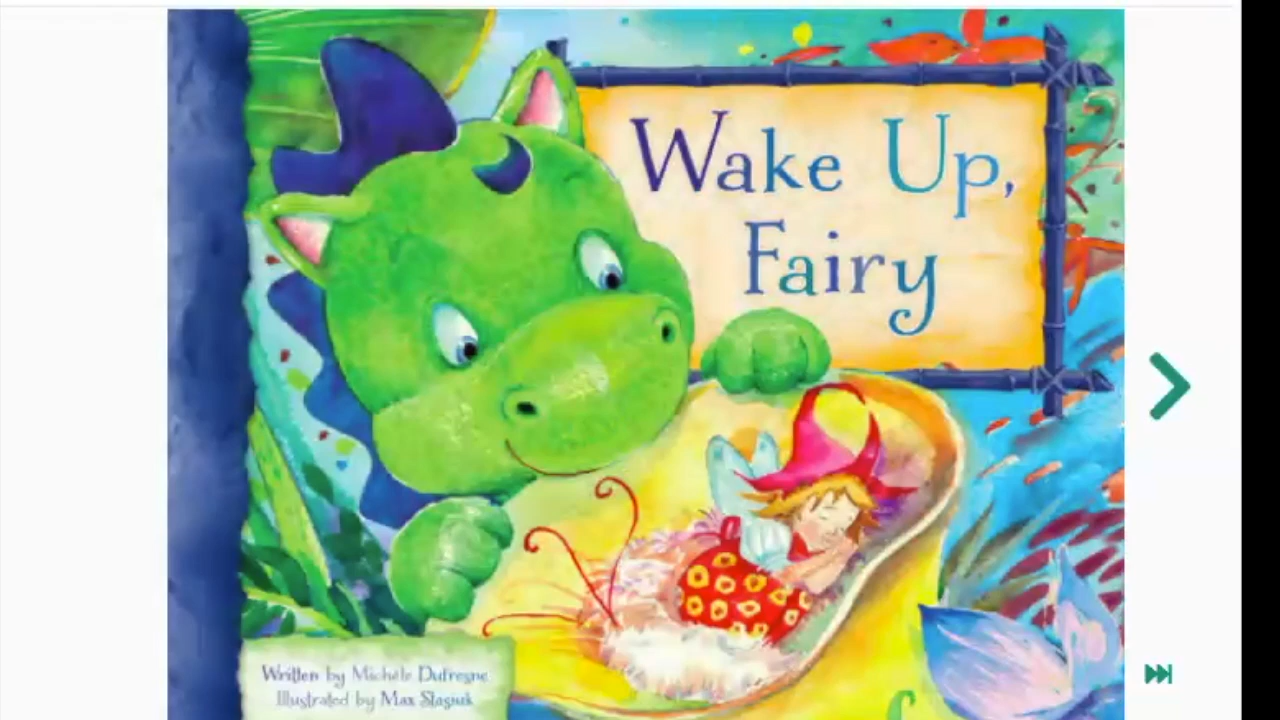 Wake Up,
Fairy
Written by Michèle Dufresne
Illustrated by Max Stasiuk